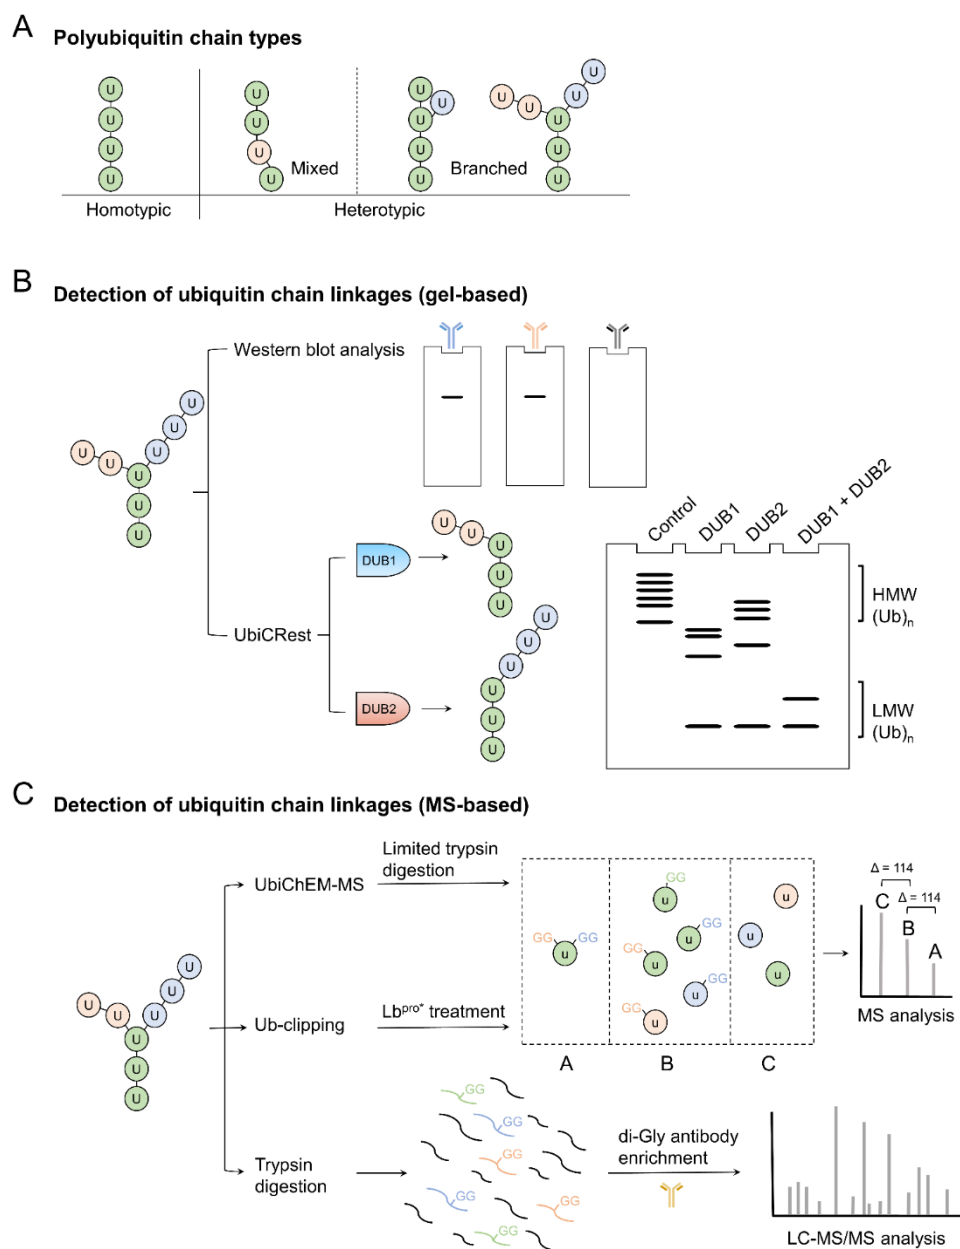 A
Polyubiquitin chain types
U U U U
U U U U
U U U U U
U U U U U U U
Mixed
Branched
Homotypic
Heterotypic
B
Detection of ubiquitin chain linkages (gel-based)
Western blot analysis
U U U U U U U U
UbiCRest
DUB1
U U U U U
DUB2
U U U U U U
Control
DUB1
DUB2
DUB1 + DUB2
HMW
(Ub)n
LMW
(Ub)n
C
Detection of ubiquitin chain linkages (MS-based)
U U U U U U U U
UbiChEM-MS
Limited trypsin
digestion
Ub-clipping
Lbpro* treatment
GG GG
u
GG
u
GG
u
GG
u
GG
u
GG
u
u
u
u
A
B
C
Δ = 114
C
Δ = 114
B
A
MS analysis
Trypsin
digestion
GG
GG
GG
GG
GG
GG
di-Gly antibody
enrichment
LC-MS/MS analysis